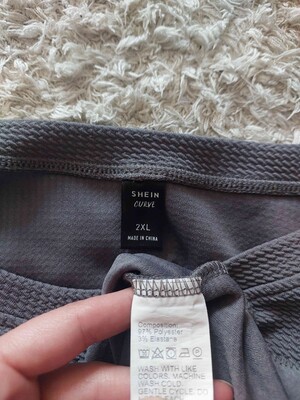 SHEIN
CURVE
2XL
MADE IN CHINA
Composition:
97% Polyester
3% Elastane
WASH WITH LIKE
COLORS, MACHINE
WASH COLD
GENTLE CYCLE, DO